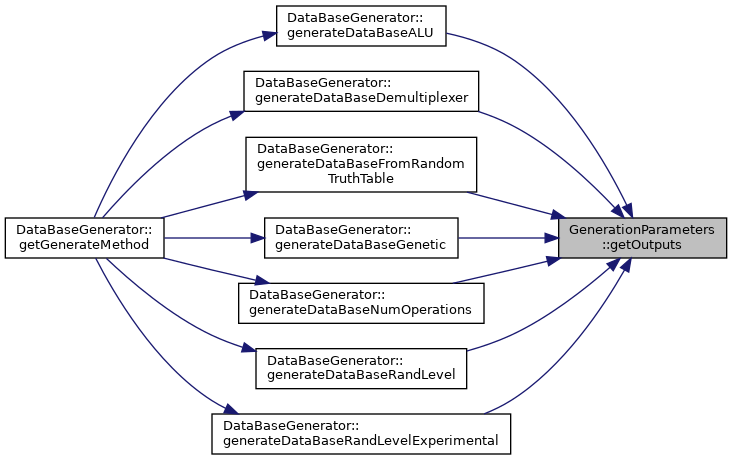 DataBaseGenerator::
generateDataBaseALU
DataBaseGenerator::
generateDataBaseDemultiplexer
DataBaseGenerator::
generateDataBaseFromRandom
TruthTable
DataBaseGenerator::
getGenerateMethod
DataBaseGenerator::
generateDataBaseGenetic
GenerationParameters
::getOutputs
DataBaseGenerator::
generateDataBaseNumOperations
DataBaseGenerator::
generateDataBaseRandLevel
DataBaseGenerator::
generateDataBaseRandLevelExperimental